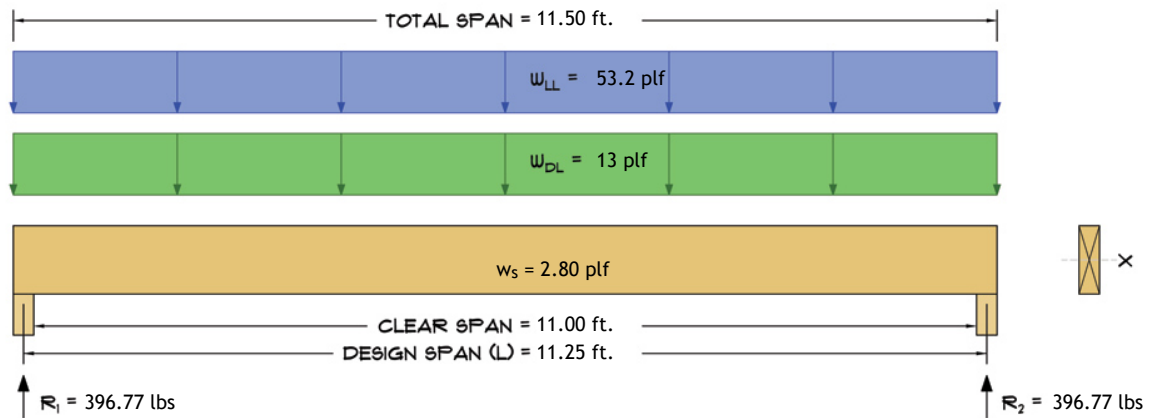 TOTAL SPAN = 11.50 ft.
WLL = 53.2 plf
WDL = 13 plf
ws = 2.80 plf
X
CLEAR SPAN = 11.00 ft.
DESIGN SPAN (L) = 11.25 ft.
R1 = 396.77 lbs
R2 = 396.77 lbs